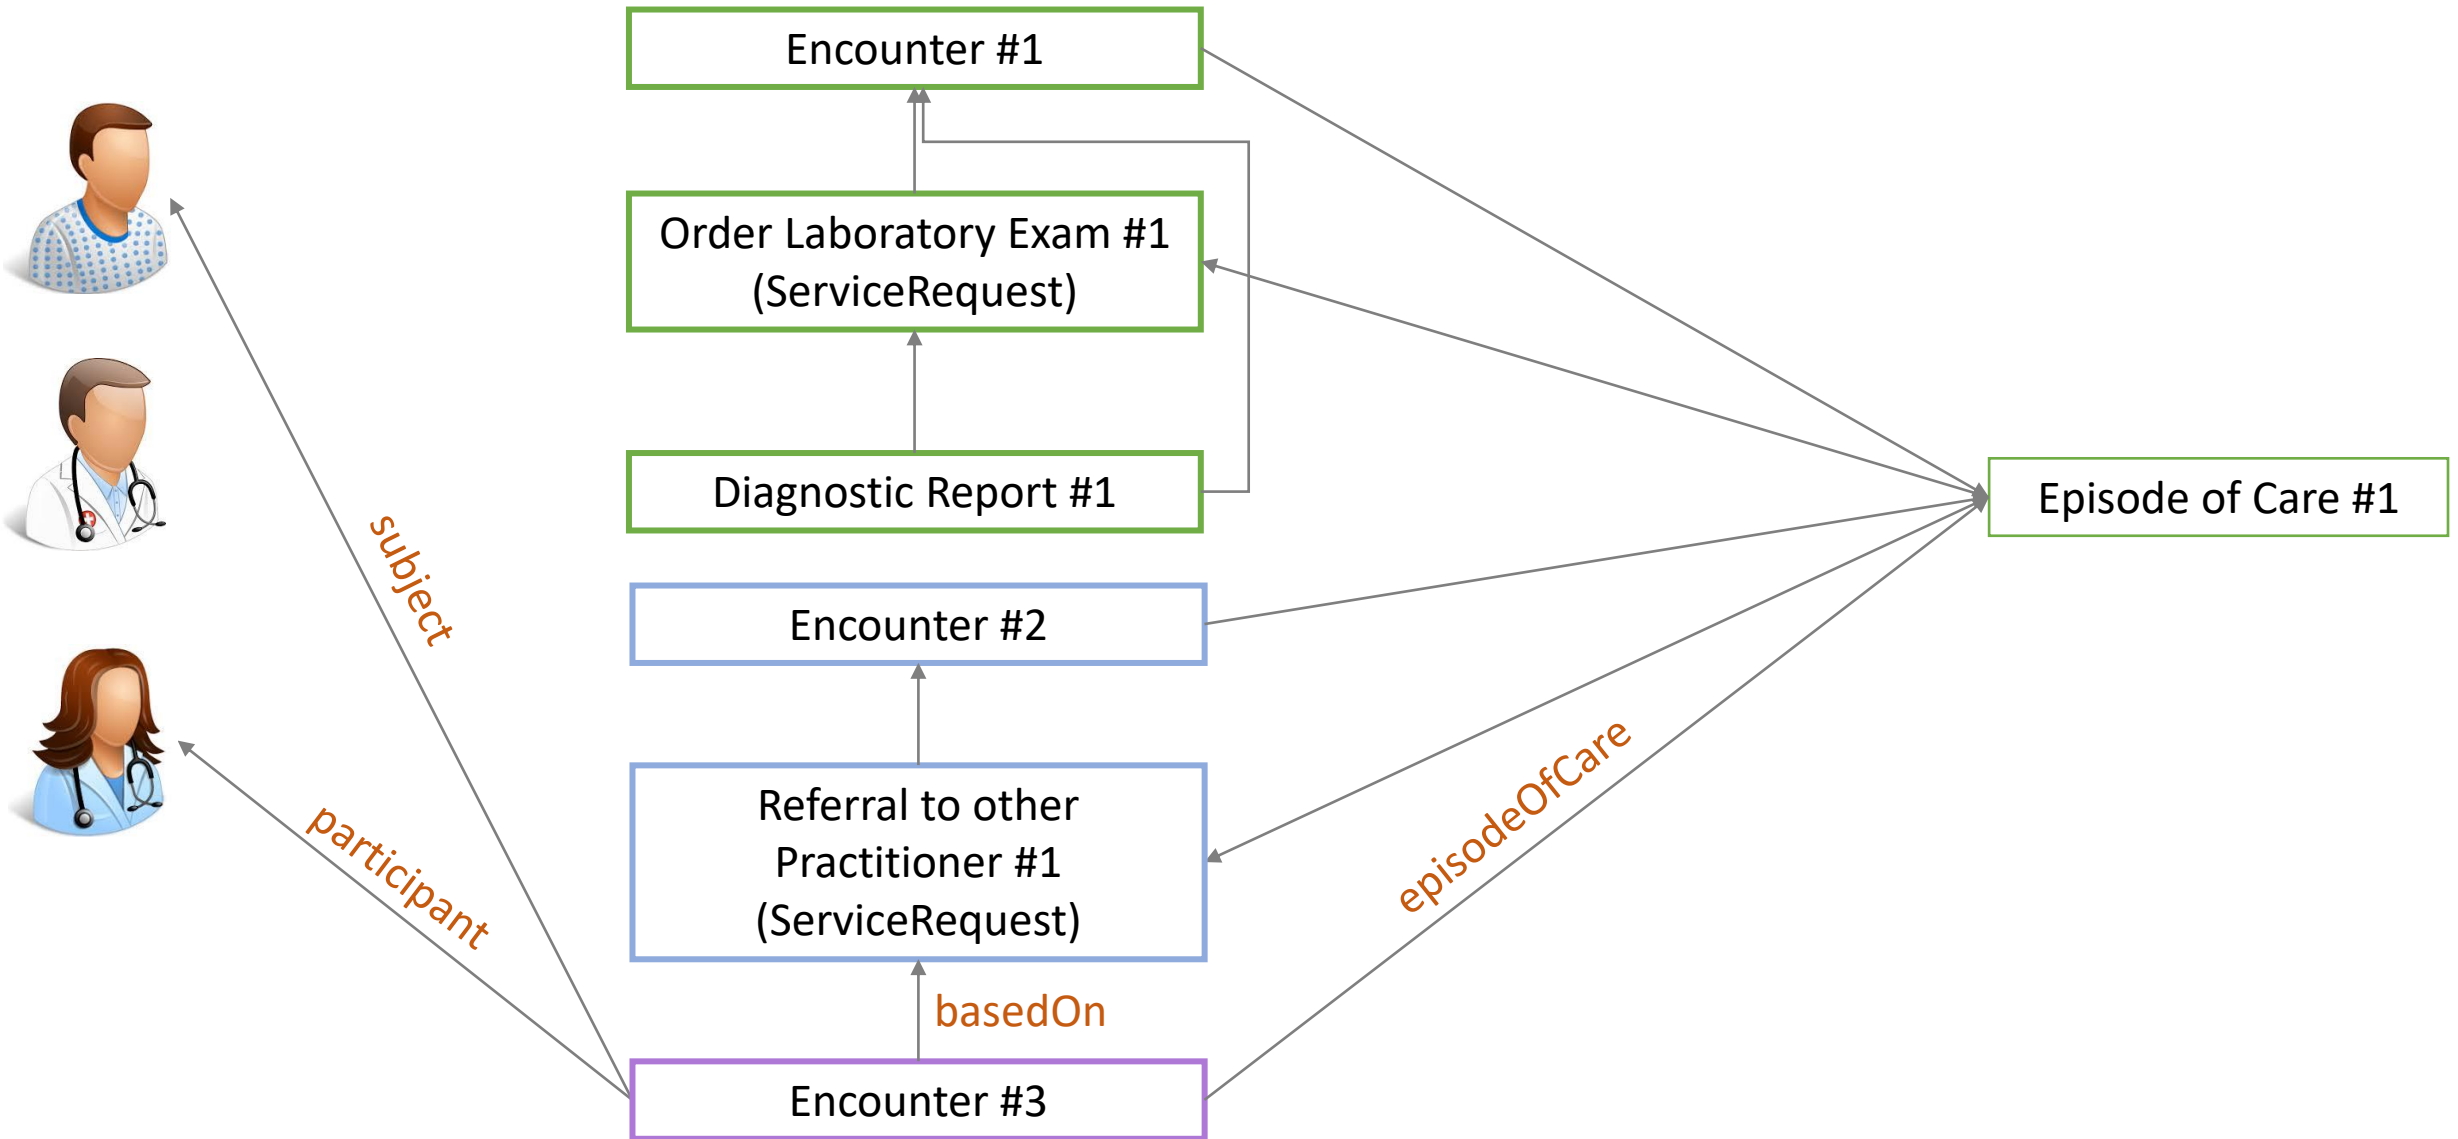 Encounter #1
Order Laboratory Exam #1
(ServiceRequest)
Diagnostic Report #1
Episode of Care #1
subject
Encounter #2
Referral to other
Practitioner #1
(ServiceRequest)
participant
episodeOfCare
basedOn
Encounter #3